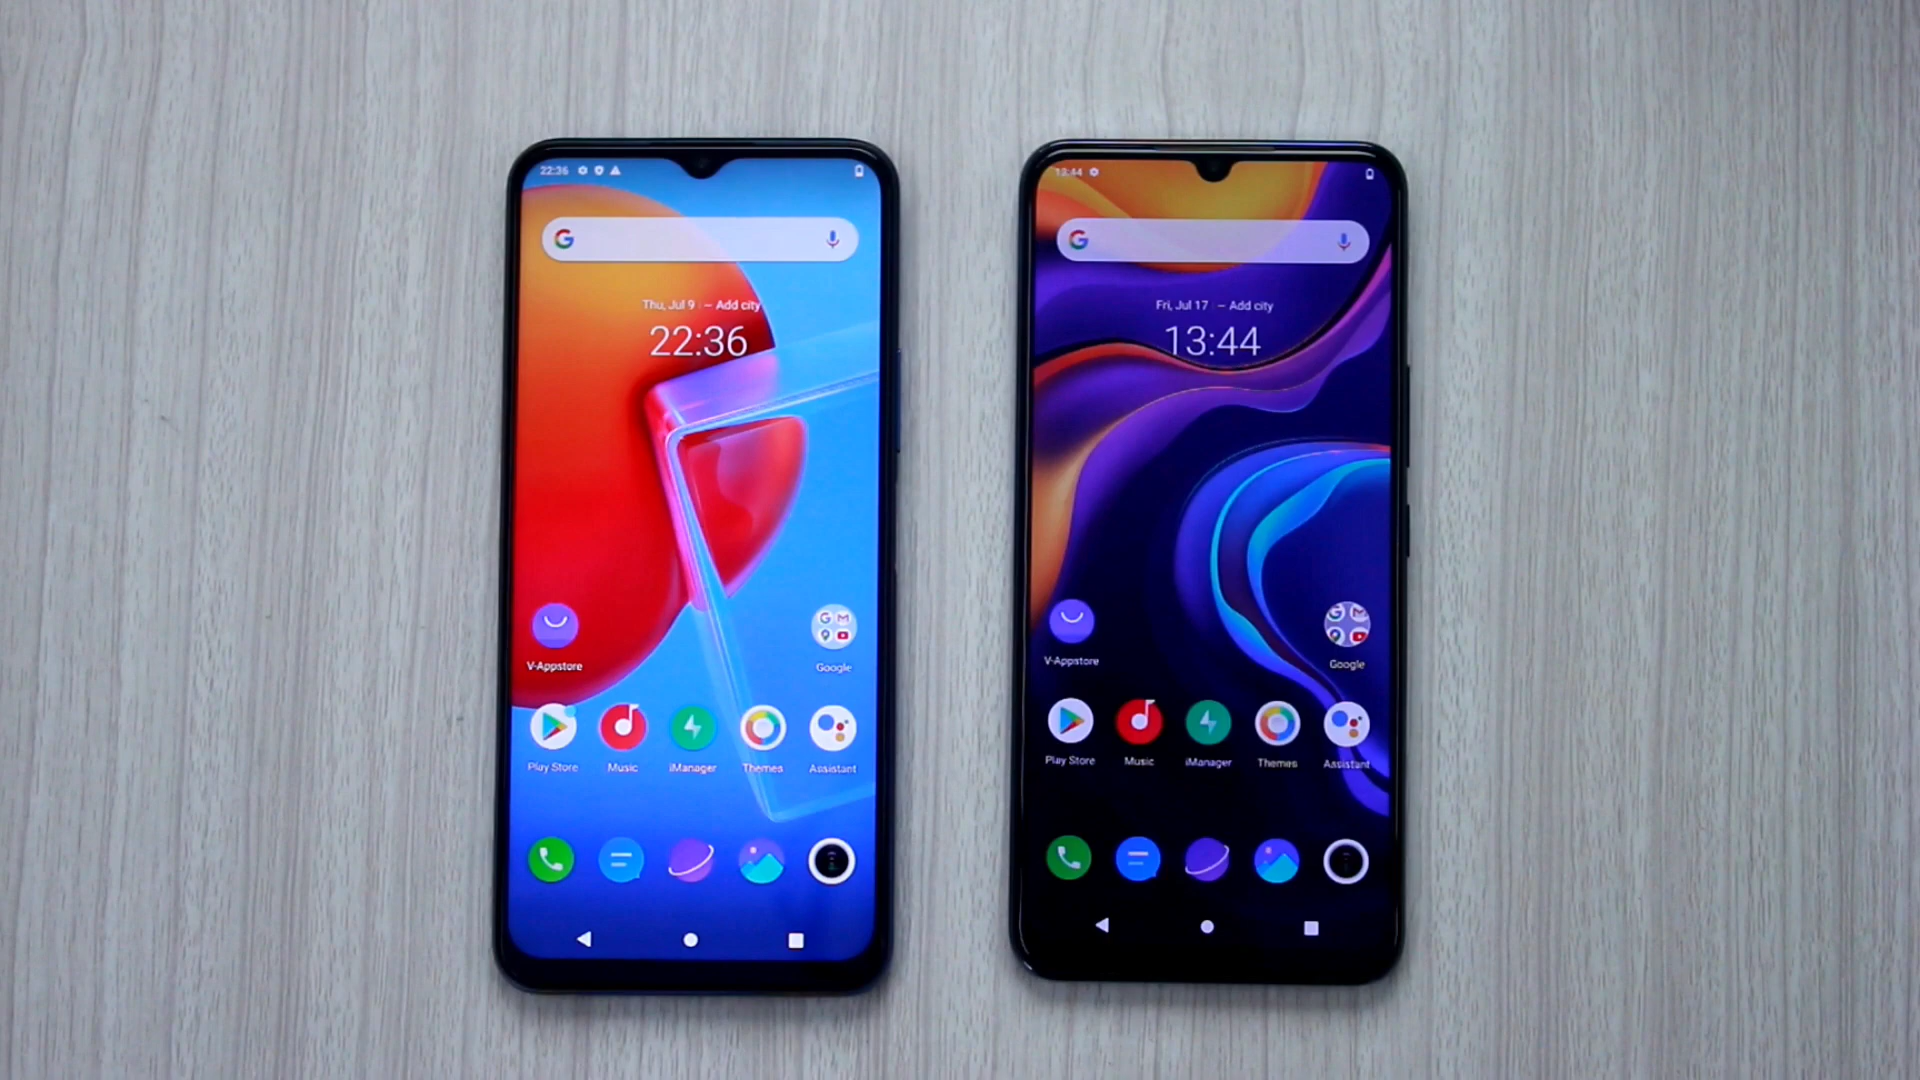 22:36
Thu, Jul 9 – Add city
22:36
V-Appstore
Google
Play Store
Music
iManager
Themes
Assistant
13:44
Fri, Jul 17 – Add city
13:44
V-Appstore
Google
Play Store
Music
iManager
Themes
Assistant